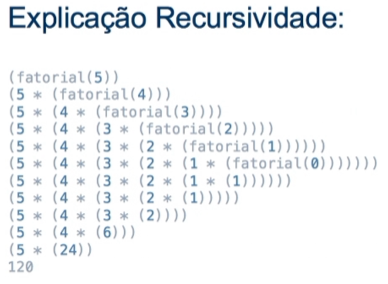 Explicação Recursividade:
(fatorial(5))
(5 * (fatorial(4)))
(5 * (4 * (fatorial(3))))
(5 * (4 * (3 * (fatorial(2)))))
(5 * (4 * (3 * (2 * (fatorial(1))))))
(5 * (4 * (3 * (2 * (1 * (fatorial(0)))))))
(5 * (4 * (3 * (2 * (1 * (1))))))
(5 * (4 * (3 * (2 * (1)))))
(5 * (4 * (3 * (2))))
(5 * (4 * (6)))
(5 * (24))
120